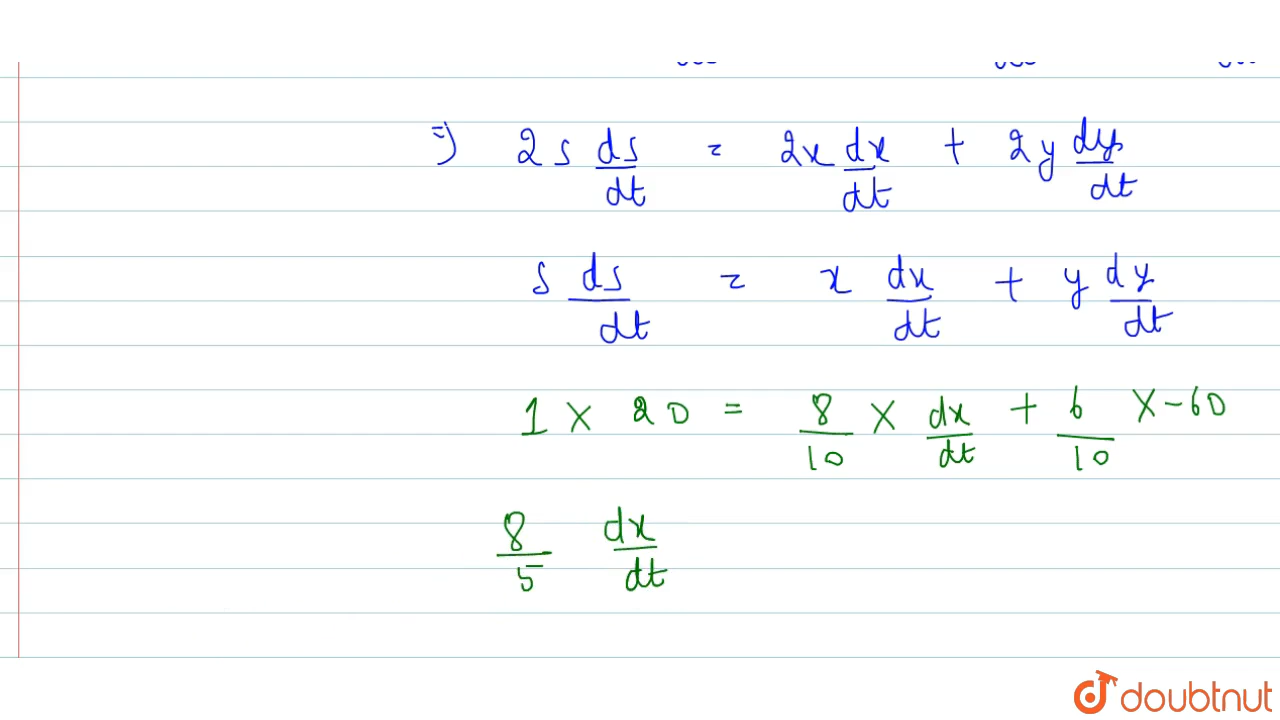 =) 2s ds/dt = 2x dx/dt + 2y dy/dt
s ds/dt = x dx/dt + y dy/dt
1 × 20 = 8/10 × dx/dt + 6/10 × -60
8/5 dx/dt
doubtnut